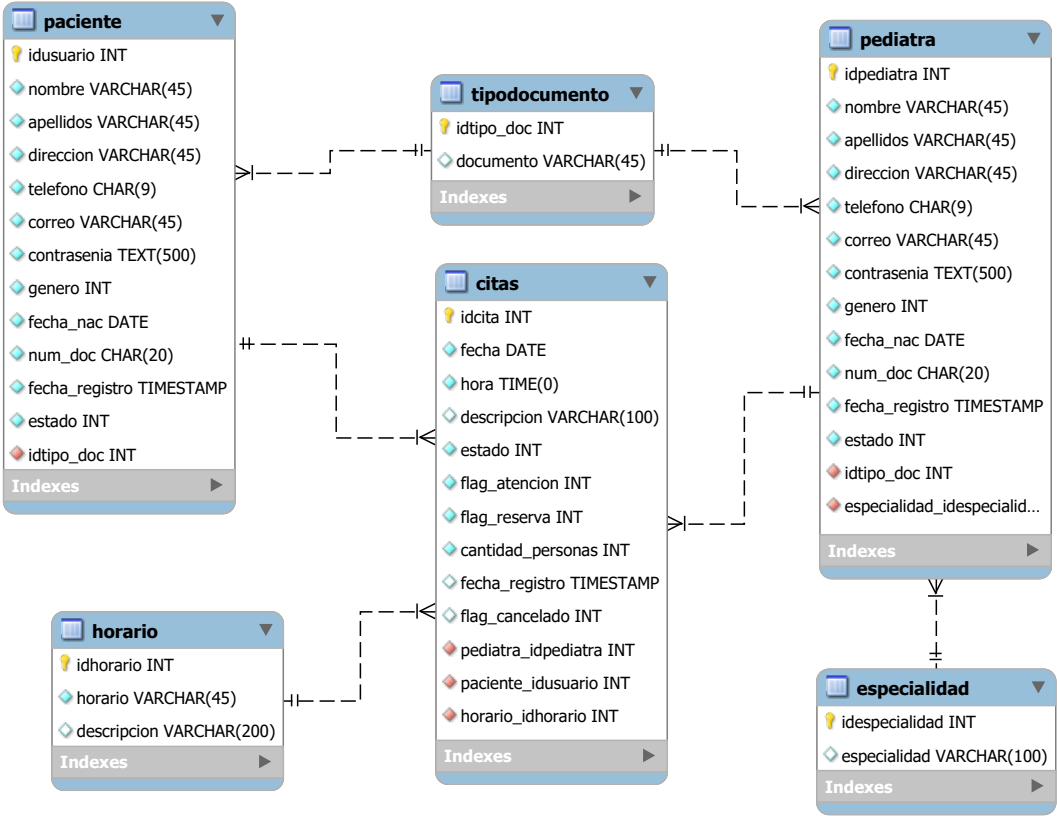 paciente
idusuario INT
nombre VARCHAR(45)
apellidos VARCHAR(45)
direccion VARCHAR(45)
telefono CHAR(9)
correo VARCHAR(45)
contrasenia TEXT(500)
genero INT
fecha_nac DATE
num_doc CHAR(20)
fecha_registro TIMESTAMP
estado INT
idtipo_doc INT
Indexes
tipodocumento
idtipo_doc INT
documento VARCHAR(45)
Indexes
pediatra
idpediatra INT
nombre VARCHAR(45)
apellidos VARCHAR(45)
direccion VARCHAR(45)
telefono CHAR(9)
correo VARCHAR(45)
contrasenia TEXT(500)
genero INT
fecha_nac DATE
num_doc CHAR(20)
fecha_registro TIMESTAMP
estado INT
idtipo_doc INT
especialidad_idespecialid...
Indexes
citas
idcita INT
fecha DATE
hora TIME(0)
descripcion VARCHAR(100)
estado INT
flag_atencion INT
flag_reserva INT
cantidad_personas INT
fecha_registro TIMESTAMP
flag_cancelado INT
pediatra_idpediatra INT
paciente_idusuario INT
horario_idhorario INT
Indexes
horario
idhorario INT
horario VARCHAR(45)
descripcion VARCHAR(200)
Indexes
especialidad
idespecialidad INT
especialidad VARCHAR(100)
Indexes